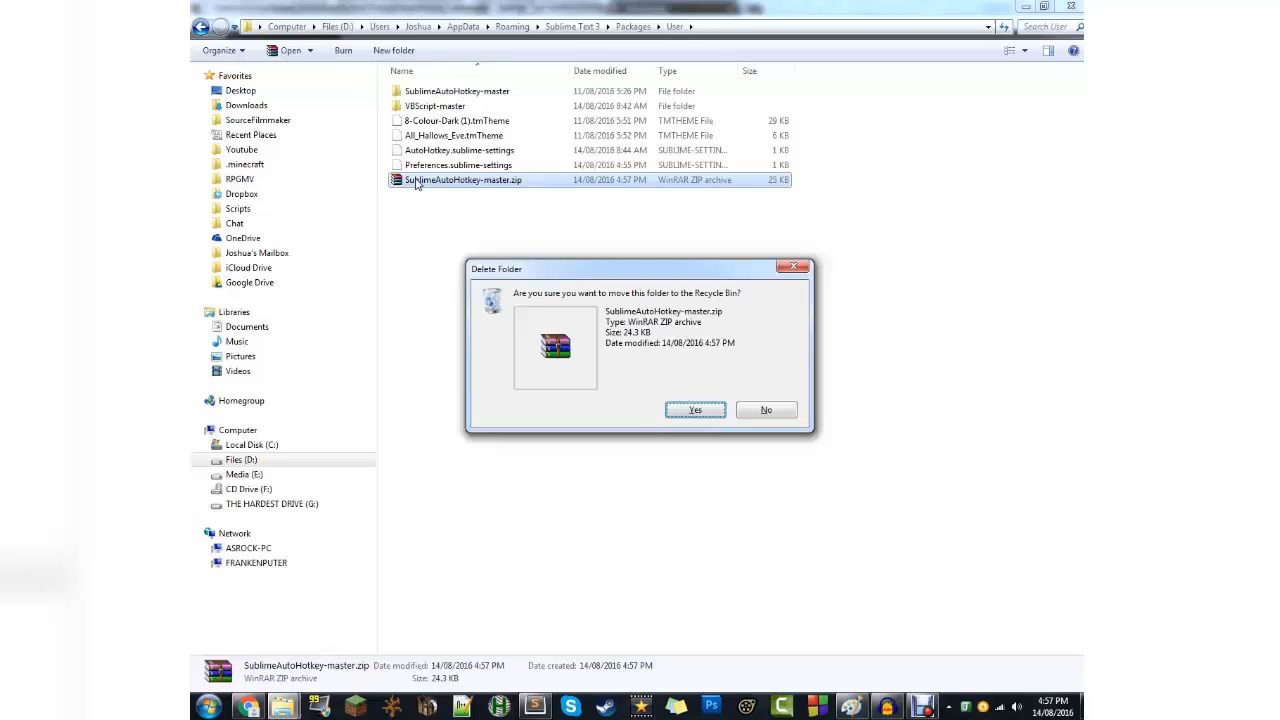 Computer ▸ Files (D:) ▸ Users ▸ Joshua ▸ AppData ▸ Roaming ▸ Sublime Text 3 ▸ Packages ▸ User ▸
Search User
Organize Open Burn New folder
Name Date modified Type Size
SublimeAutoHotkey-master 11/08/2016 5:26 PM File folder
VBScript-master 14/08/2016 8:42 AM File folder
8-Colour-Dark (1).tmTheme 11/08/2016 5:51 PM TMTHEME File 29 KB
All_Hallows_Eve.tmTheme 11/08/2016 5:52 PM TMTHEME File 6 KB
AutoHotkey.sublime-settings 14/08/2016 8:44 AM SUBLIME-SETTIN... 1 KB
Preferences.sublime-settings 14/08/2016 4:55 PM SUBLIME-SETTIN... 1 KB
SublimeAutoHotkey-master.zip 14/08/2016 4:57 PM WinRAR ZIP archive 25 KB
Favorites
Desktop
Downloads
SourceFilmmaker
Recent Places
Youtube
.minecraft
RPGMV
Dropbox
Scripts
Chat
OneDrive
Joshua's Mailbox
iCloud Drive
Google Drive
Libraries
Documents
Music
Pictures
Videos
Homegroup
Computer
Local Disk (C:)
Files (D:)
Media (E:)
CD Drive (F:)
THE HARDEST DRIVE (G:)
Network
ASROCK-PC
FRANKENPUTER
Delete Folder
Are you sure you want to move this folder to the Recycle Bin?
SublimeAutoHotkey-master.zip
Type: WinRAR ZIP archive
Size: 24.3 KB
Date modified: 14/08/2016 4:57 PM
Yes No
SublimeAutoHotkey-master.zip Date modified: 14/08/2016 4:57 PM Date created: 14/08/2016 4:57 PM
WinRAR ZIP archive Size: 24.3 KB
99
4:57 PM
14/08/2016